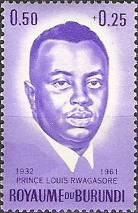 0.50 +0.25
1932 1961
PRINCE LOUIS RWAGASORE
ROYAUME DU BURUNDI